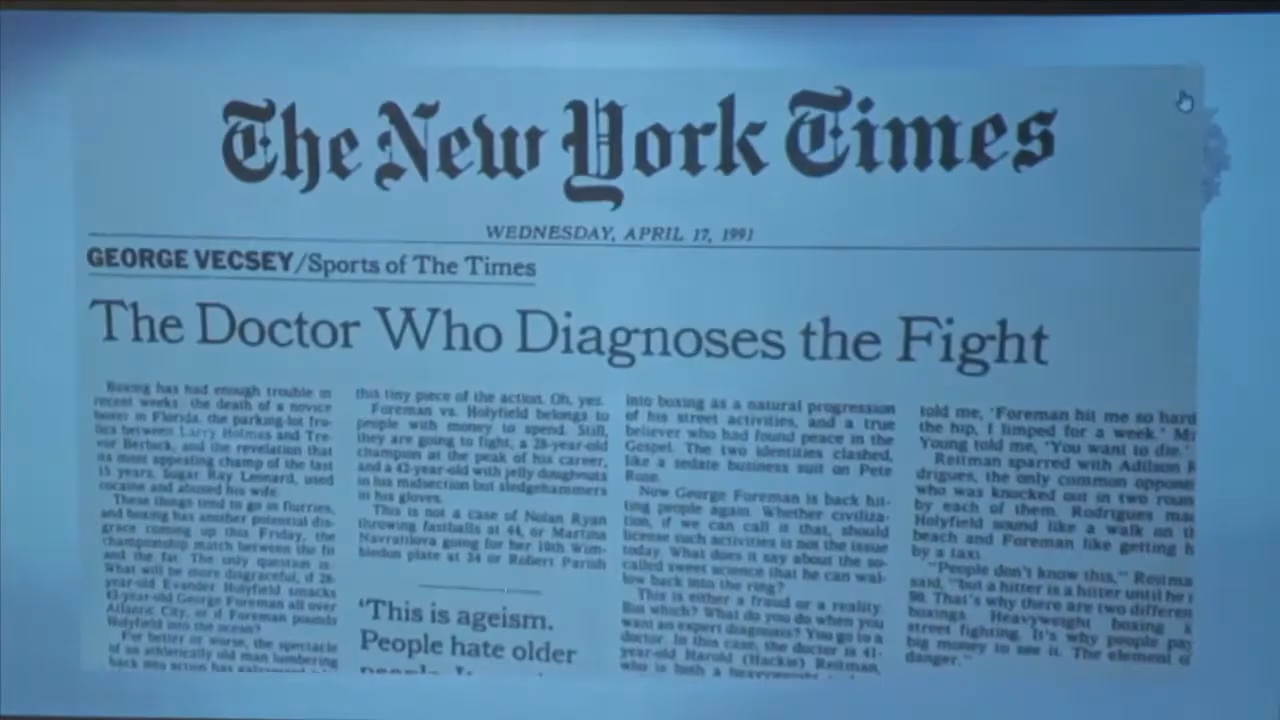 The New York Times
WEDNESDAY, APRIL 17, 1991
GEORGE VECSEY/Sports of The Times
The Doctor Who Diagnoses the Fight
Boxing has had enough trouble in
recent weeks: the death of a novice
boxer in Florida, the parking-lot fro-
lics between Larry Holmes and Tre-
vor Berbick, and the revelation that
its most appealing champ of the last
15 years, Sugar Ray Leonard, used
cocaine and abused his wife.
These things tend to go in flurries,
and boxing has another potential dis-
grace coming up this Friday, the
championship match between the fit
and the fat. The only question is:
What will be more disgraceful, if 28-
year-old Evander Holyfield smacks
42-year-old George Foreman all over
Atlantic City, or if Foreman pounds
Holyfield into the ocean?
For better or worse, the spectacle
of an athletically old man lumbering
back into action has
this tiny piece of the action. Oh, yes.
Foreman vs. Holyfield belongs to
people with money to spend. Still,
they are going to fight, a 28-year-old
champion at the peak of his career,
and a 42-year-old with jelly doughnuts
in his midsection but sledgehammers
in his gloves.
This is not a case of Nolan Ryan
throwing fastballs at 44, or Martina
Navratilova going for her 10th Wim-
bledon plate at 34 or Robert Parish
'This is ageism.
People hate older
people. It
into boxing as a natural progression
of his street activities, and a true
believer who had found peace in the
Gospel. The two identities clashed,
like a sedate business suit on Pete
Rose.
Now George Foreman is back hit-
ting people again. Whether civiliza-
tion, if we can call it that, should
license such activities is not the issue
today. What does it say about the so-
called sweet science that he can wal-
low back into the ring?
This is either a fraud or a reality.
But which? What do you do when you
want an expert diagnosis? You go to a
doctor. In this case, the doctor is 41-
year-old Harold (Hackie) Reitman,
who is both a heavyweight
told me, 'Foreman hit me so hard
the hip, I limped for a week.'
Young told me, 'You want to die.'
Reitman sparred with Adilson R
drigues, the only common oppone
who was knocked out in two roun
by each of them. Rodrigues ma
Holyfield sound like a walk on t
beach and Foreman like getting h
by a taxi.
"People don't know this," Reitma
said, "but a hitter is a hitter until he
98. That's why there are two differen
boxings. Heavyweight boxing
street fighting. It's why people pay
big money to see it. The element of
danger."